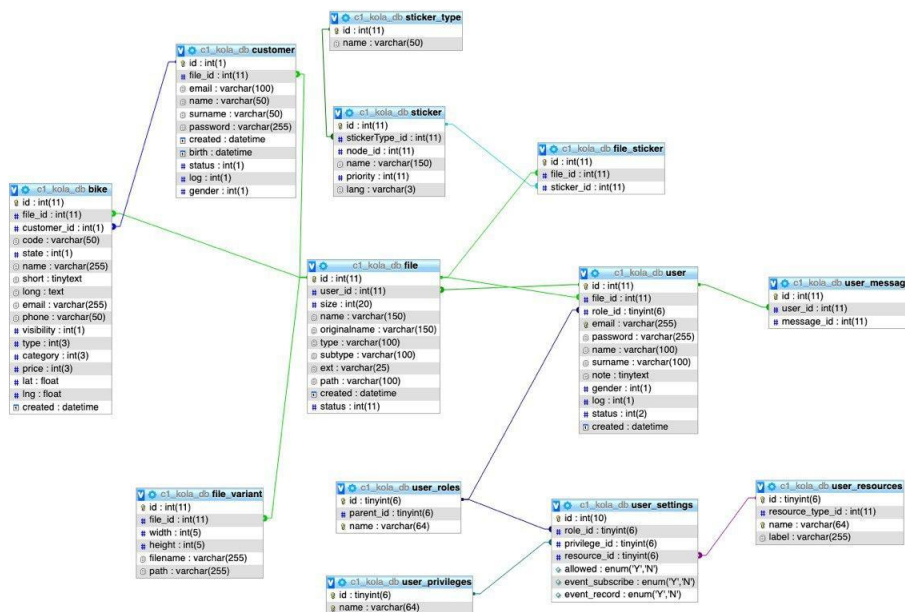 c1_kola_db sticker_type
id : int(11)
name : varchar(50)
c1_kola_db customer
id : int(1)
file_id : int(11)
email : varchar(100)
name : varchar(50)
surname : varchar(50)
password : varchar(255)
created : datetime
birth : datetime
status : int(1)
log : int(1)
gender : int(1)
c1_kola_db sticker
id : int(11)
stickerType_id : int(11)
node_id : int(11)
name : varchar(150)
priority : int(11)
lang : varchar(3)
c1_kola_db file_sticker
id : int(11)
file_id : int(11)
sticker_id : int(11)
c1_kola_db bike
id : int(11)
file_id : int(11)
customer_id : int(1)
code : varchar(50)
state : int(1)
name : varchar(255)
short : tinytext
long : text
email : varchar(255)
phone : varchar(50)
visibility : int(1)
type : int(3)
category : int(3)
price : int(3)
lat : float
lng : float
created : datetime
c1_kola_db file
id : int(11)
user_id : int(11)
size : int(20)
name : varchar(150)
originalname : varchar(150)
type : varchar(100)
subtype : varchar(100)
ext : varchar(25)
path : varchar(100)
created : datetime
status : int(11)
c1_kola_db user
id : int(11)
file_id : int(11)
role_id : tinyint(6)
email : varchar(255)
password : varchar(255)
name : varchar(100)
surname : varchar(100)
note : tinytext
gender : int(1)
log : int(1)
status : int(2)
created : datetime
c1_kola_db user_message
id : int(11)
user_id : int(11)
message_id : int(11)
c1_kola_db file_variant
id : int(11)
file_id : int(11)
width : int(5)
height : int(5)
filename : varchar(255)
path : varchar(255)
c1_kola_db user_roles
id : tinyint(6)
parent_id : tinyint(6)
name : varchar(64)
c1_kola_db user_settings
id : int(10)
role_id : tinyint(6)
privilege_id : tinyint(6)
resource_id : tinyint(6)
allowed : enum('Y','N')
event_subscribe : enum('Y','N')
event_record : enum('Y','N')
c1_kola_db user_resources
id : tinyint(6)
resource_type_id : int(11)
name : varchar(64)
label : varchar(255)
c1_kola_db user_privileges
id : tinyint(6)
name : varchar(64)